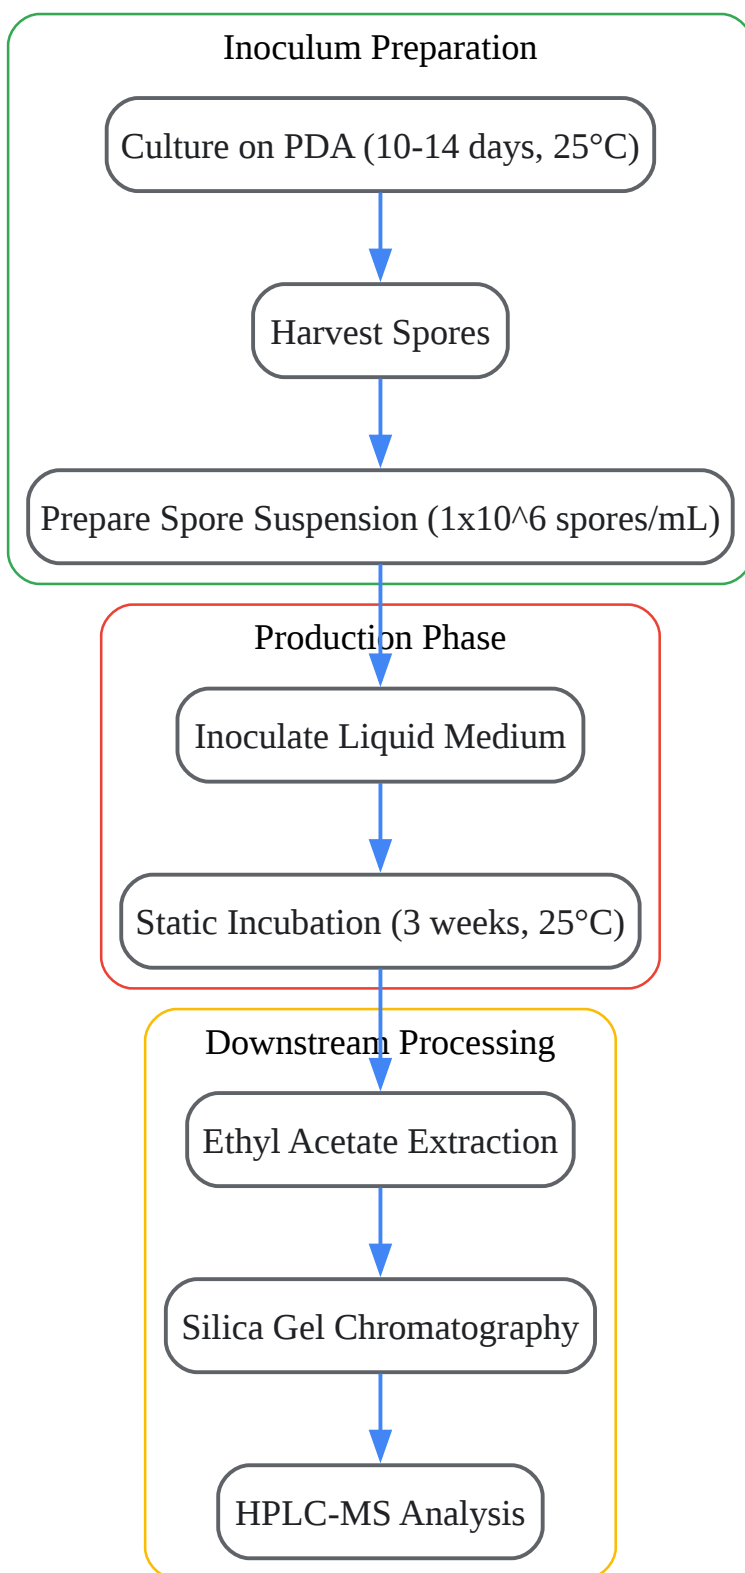 Inoculum Preparation
Culture on PDA (10-14 days, 25°C)
Harvest Spores
Prepare Spore Suspension (1x10^6 spores/mL)
Production Phase
Inoculate Liquid Medium
Static Incubation (3 weeks, 25°C)
Downstream Processing
Ethyl Acetate Extraction
Silica Gel Chromatography
HPLC-MS Analysis